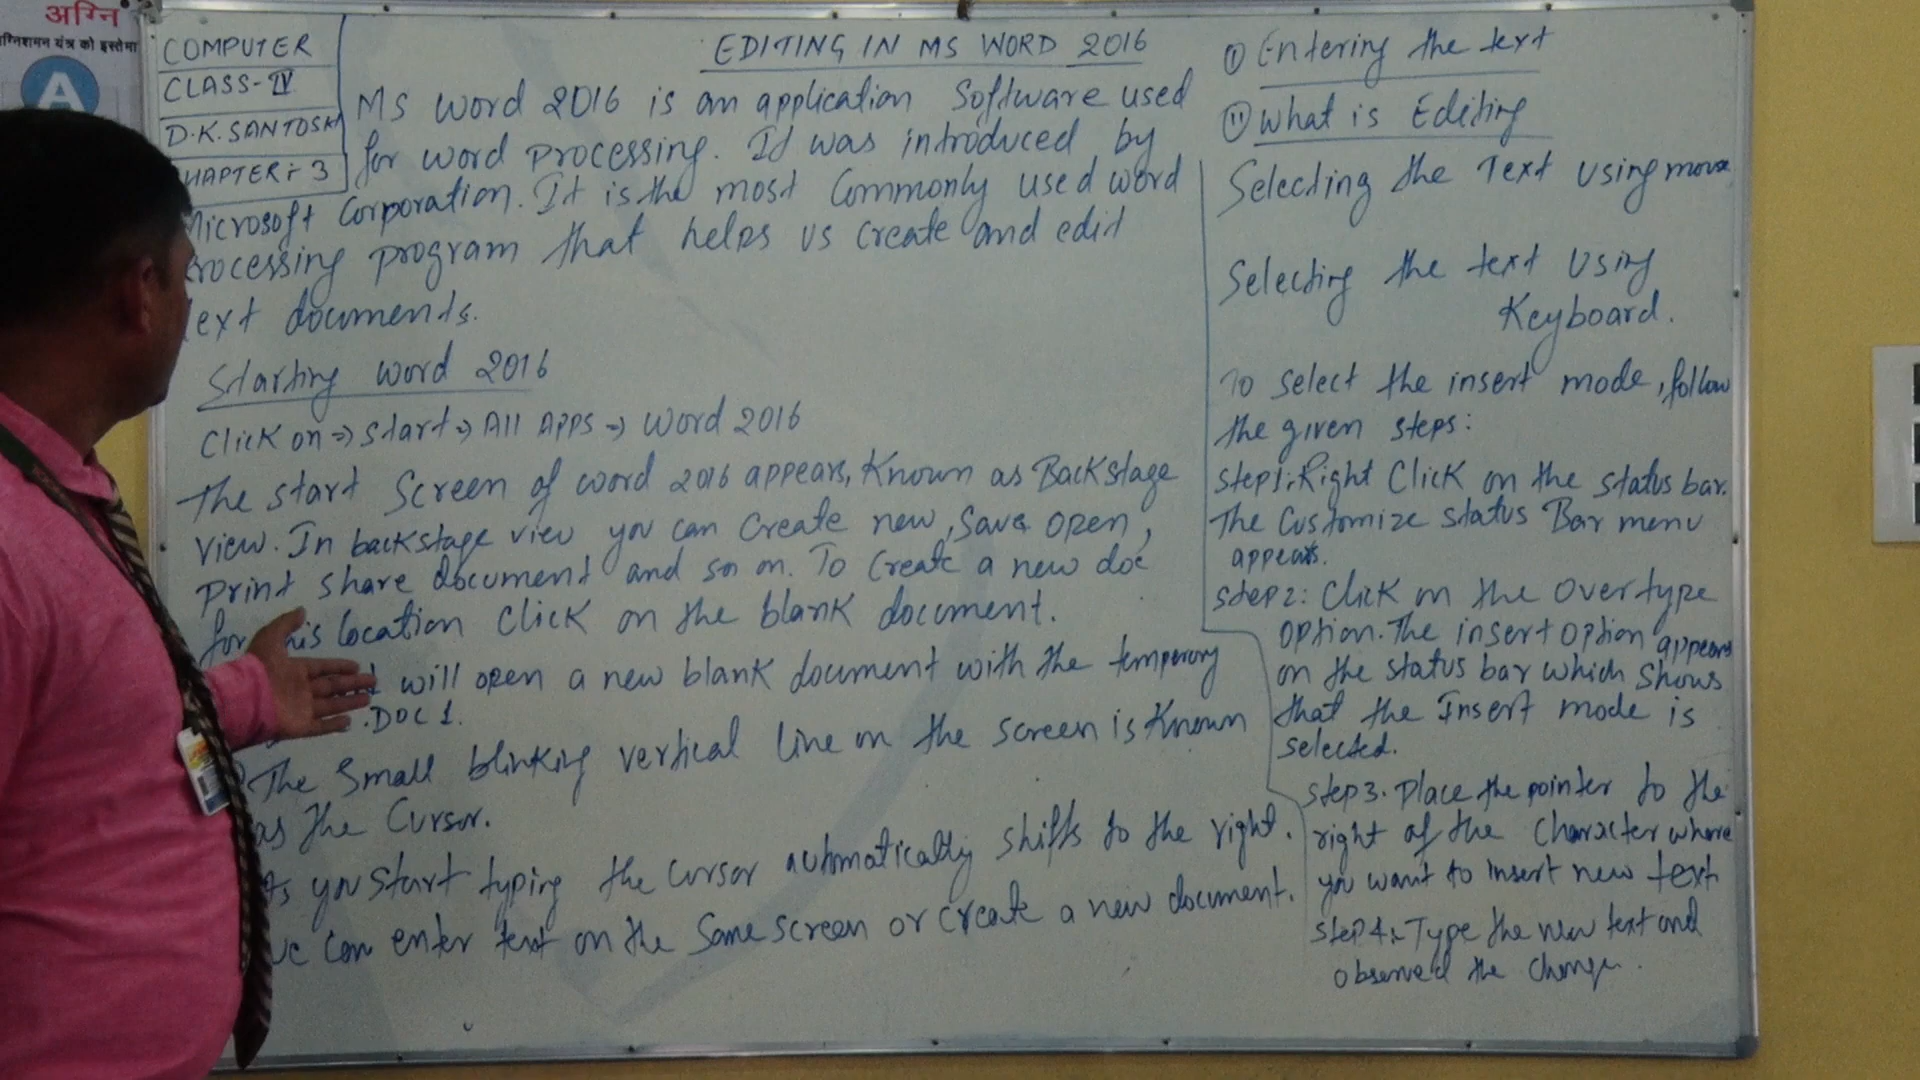 अग्नि
ग्निशमन यंत्र को इस्तेमा
A
COMPUTER
CLASS-IV
D.K.SANTOSH
HAPTER:- 3
EDITING IN MS WORD 2016
MS Word 2016 is an application Software used
for word processing. It was introduced by
Microsoft Corporation. It is the most Commonly used word
rocessing program that helps us create and edit
ext documents.
Starting word 2016
Click on ⇒ Start ⇒ All Apps ⇒ Word 2016
The start Screen of word 2016 appears, Known as Backstage
view. In backstage view you can Create new, Save open,
print share document and so on. To Create a new doc
for his location Click on the blank document.
will open a new blank document with the temporory
.DOC 1.
The Small blinking vertical line on the screen is Known
as the Cursor.
As you Start typing the cursor automatically shifts to the right.
we can enter text on the Same screen or create a new document.
(i) Entering the text
(ii) What is Editing
Selecting the Text using mouse
Selecting the text Using
Keyboard.
To select the insert mode, follow
the given steps:
step1:-Right Click on the status bar.
The Customize status Bar menu
appears.
step2: Click on the Overtype
option. The insert option appears
on the status bar which shows
that the Insert mode is
selected.
step3. Place the pointer to the
right of the Character where
you want to insert new text
step4:- Type the new text and
observed the change.